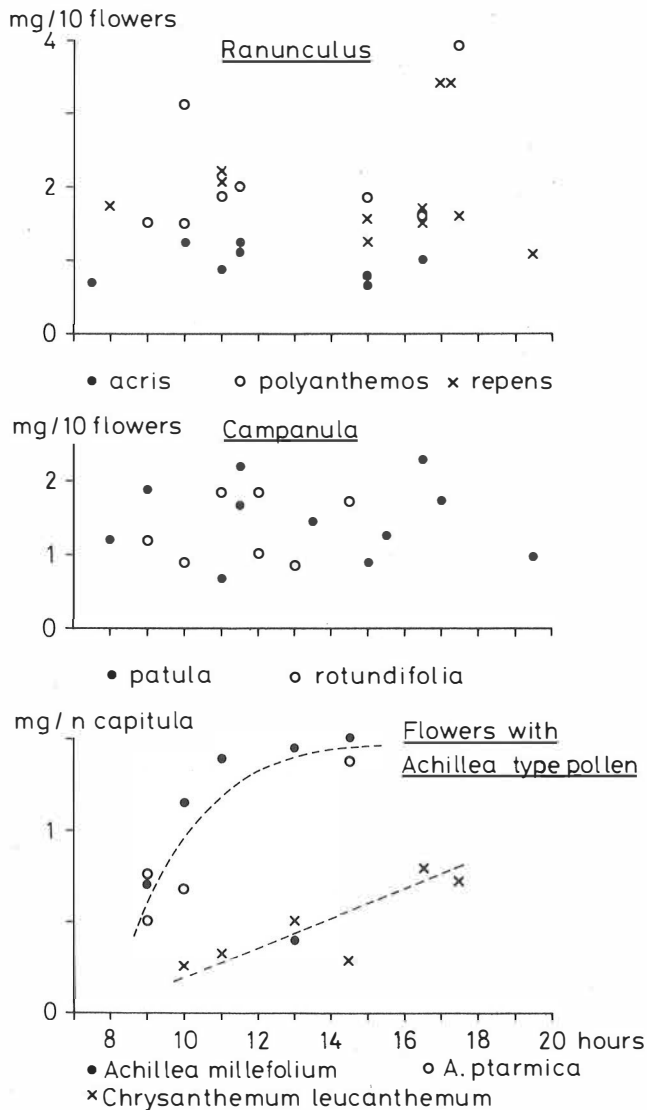 mg/10 flowers
Ranunculus
4
2
0
● acris ○ polyanthemos × repens
mg/10 flowers
Campanula
2
1
0
● patula ○ rotundifolia
mg/n capitula
Flowers with
Achillea type pollen
1
0
8 10 12 14 16 18 20 hours
● Achillea millefolium ○ A. ptarmica
× Chrysanthemum leucanthemum